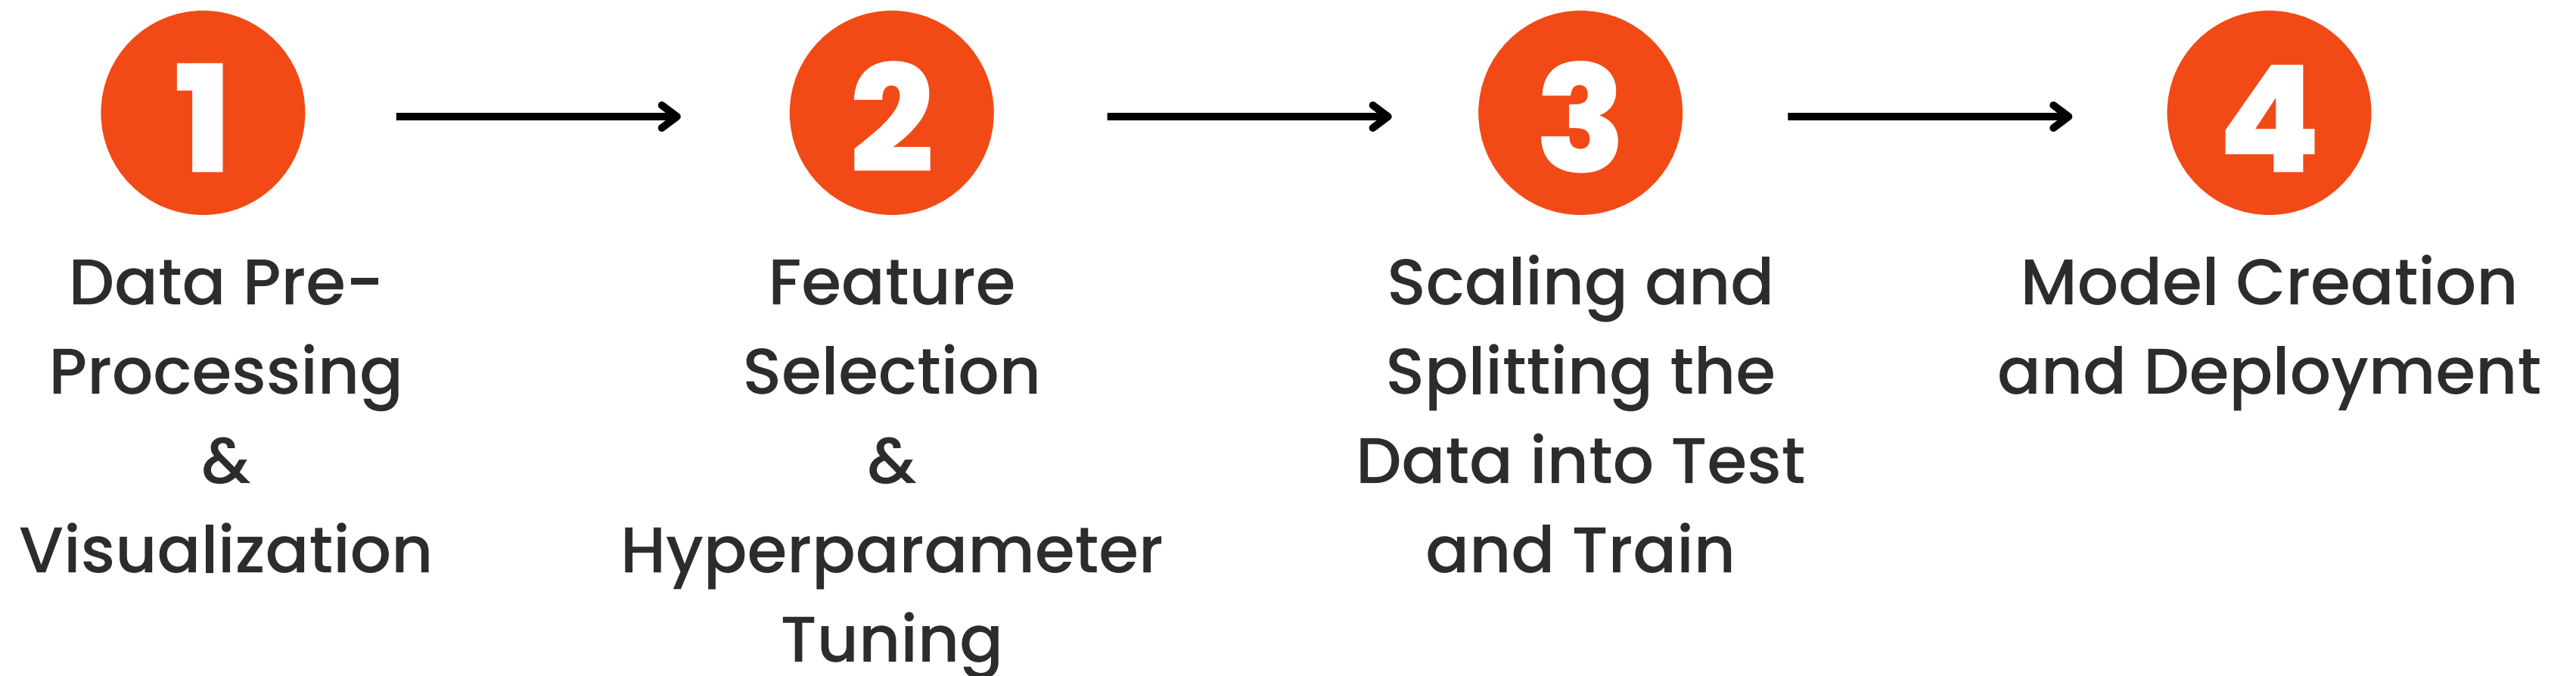 1
Data Pre-
Processing
&
Visualization
2
Feature
Selection
&
Hyperparameter
Tuning
3
Scaling and
Splitting the
Data into Test
and Train
4
Model Creation
and Deployment